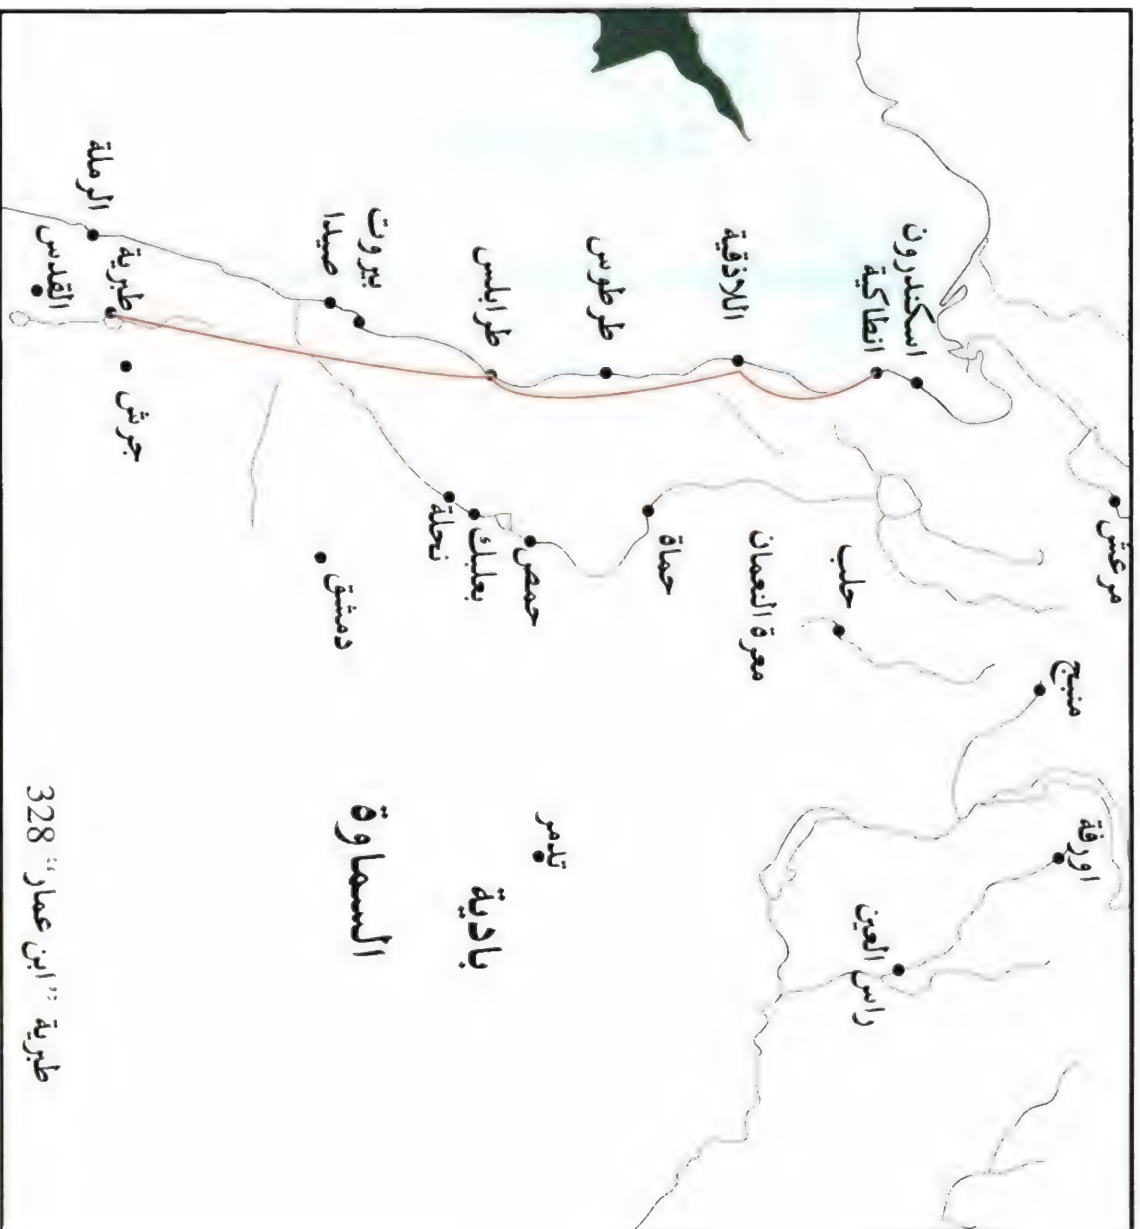 مرعش
منبج
اورفة
اسكندرون
انطاكية
حلب
راس العين
اللاذقية
معرة النعمان
طرطوس
حماة
طرابلس
حمص
تدمر
بعلبك
نحلة
بادية
السماوة
بيروت
صيدا
دمشق
طبرية
جرش
الرملة
القدس
طبرية "ابن عمار" 328